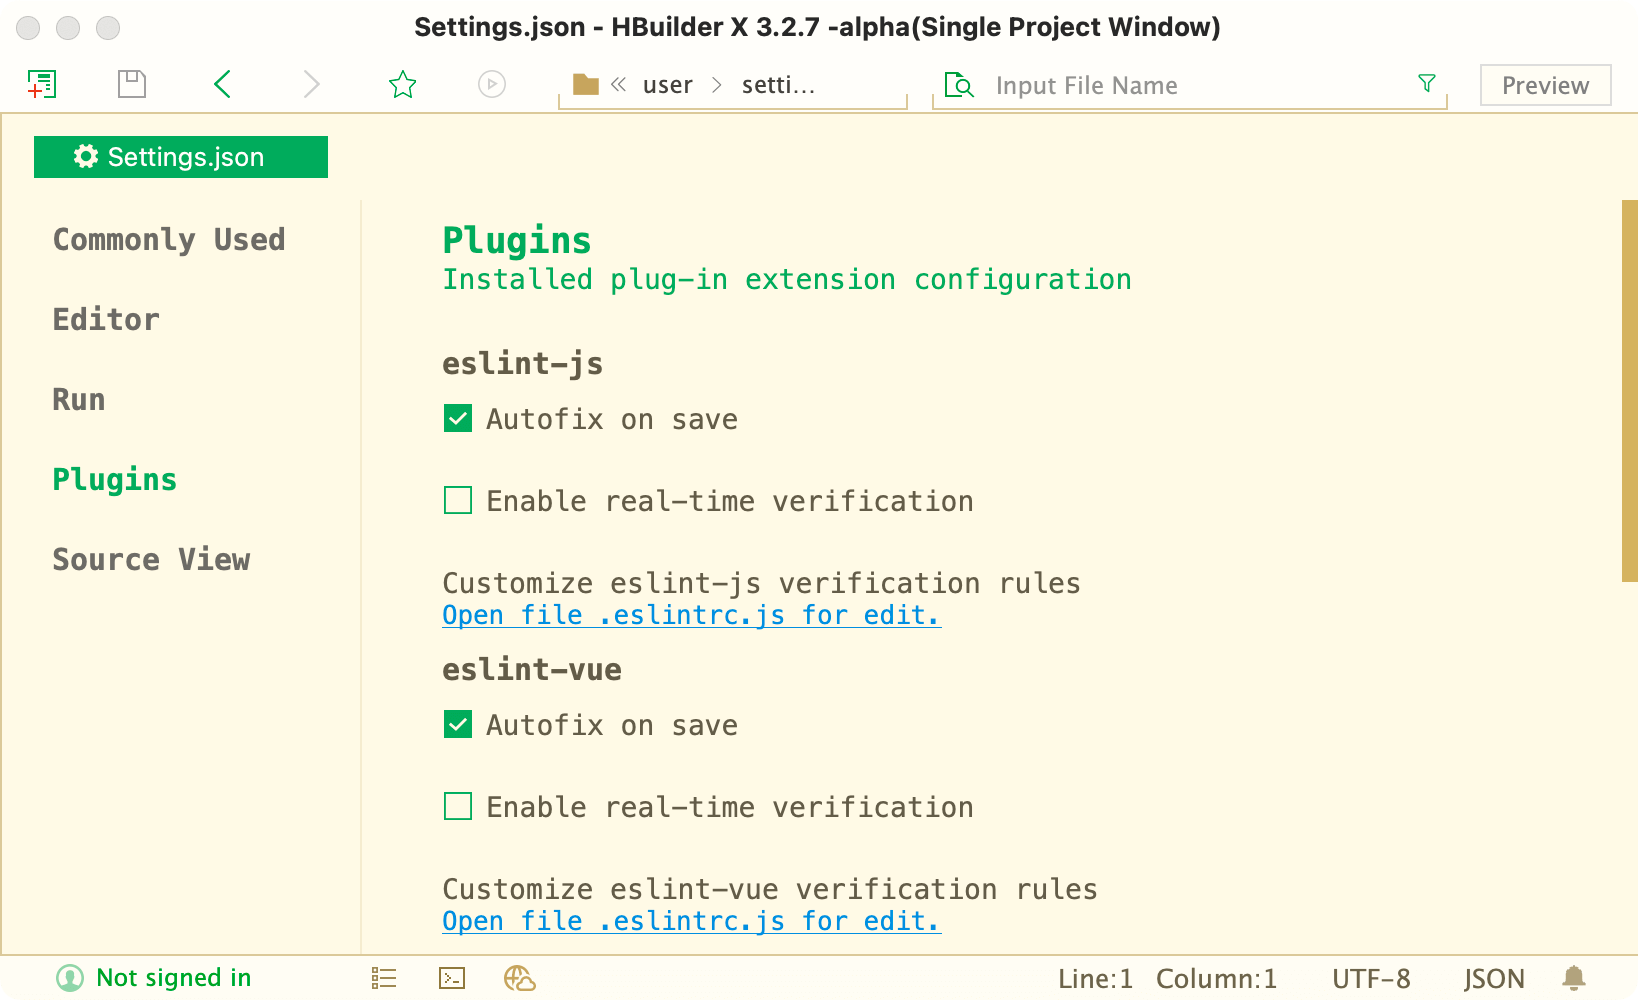 Settings.json - HBuilder X 3.2.7 -alpha(Single Project Window)
« user > setti...
Input File Name
Preview
Settings.json
Commonly Used
Editor
Run
Plugins
Source View
Plugins
Installed plug-in extension configuration
eslint-js
Autofix on save
Enable real-time verification
Customize eslint-js verification rules
Open file .eslintrc.js for edit.
eslint-vue
Autofix on save
Enable real-time verification
Customize eslint-vue verification rules
Open file .eslintrc.js for edit.
Not signed in
Line:1 Column:1 UTF-8 JSON